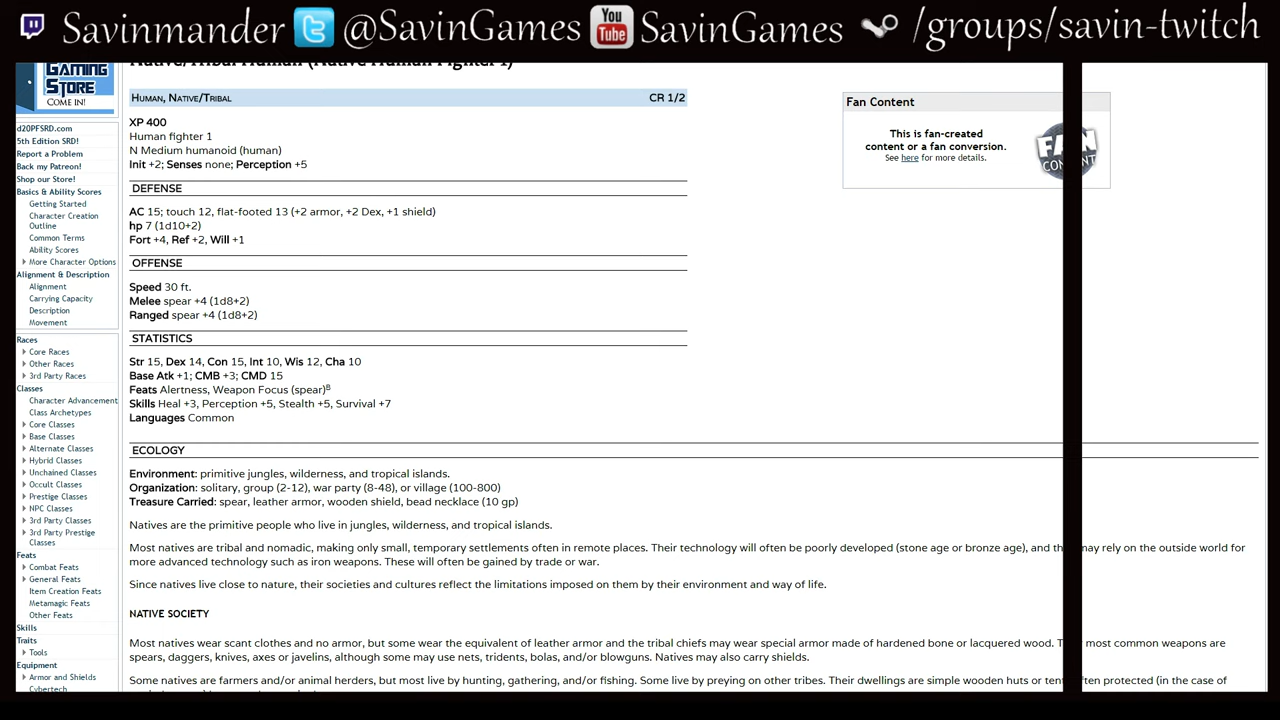 Savinmander @SavinGames You Tube SavinGames /groups/savin-twitch
Native/Tribal Human (Native Human Fighter 1)
GAMING
STORE
COME IN!
d20PFSRD.com
5th Edition SRD!
Report a Problem
Back my Patreon!
Shop our Store!
Basics & Ability Scores
Getting Started
Character Creation
Outline
Common Terms
Ability Scores
More Character Options
Alignment & Description
Alignment
Carrying Capacity
Description
Movement
Races
Core Races
Other Races
3rd Party Races
Classes
Character Advancement
Class Archetypes
Core Classes
Base Classes
Alternate Classes
Hybrid Classes
Unchained Classes
Occult Classes
Prestige Classes
NPC Classes
3rd Party Classes
3rd Party Prestige
Classes
Feats
Combat Feats
General Feats
Item Creation Feats
Metamagic Feats
Other Feats
Skills
Traits
Tools
Equipment
Armor and Shields
Cybertech
HUMAN, NATIVE/TRIBAL CR 1/2
XP 400
Human fighter 1
N Medium humanoid (human)
Init +2; Senses none; Perception +5
DEFENSE
AC 15; touch 12, flat-footed 13 (+2 armor, +2 Dex, +1 shield)
hp 7 (1d10+2)
Fort +4, Ref +2, Will +1
OFFENSE
Speed 30 ft.
Melee spear +4 (1d8+2)
Ranged spear +4 (1d8+2)
STATISTICS
Str 15, Dex 14, Con 15, Int 10, Wis 12, Cha 10
Base Atk +1; CMB +3; CMD 15
Feats Alertness, Weapon Focus (spear)B
Skills Heal +3, Perception +5, Stealth +5, Survival +7
Languages Common
ECOLOGY
Environment: primitive jungles, wilderness, and tropical islands.
Organization: solitary, group (2-12), war party (8-48), or village (100-800)
Treasure Carried: spear, leather armor, wooden shield, bead necklace (10 gp)
Natives are the primitive people who live in jungles, wilderness, and tropical islands.
Most natives are tribal and nomadic, making only small, temporary settlements often in remote places. Their technology will often be poorly developed (stone age or bronze age), and may rely on the outside world for
more advanced technology such as iron weapons. These will often be gained by trade or war.
Since natives live close to nature, their societies and cultures reflect the limitations imposed on them by their environment and way of life.
NATIVE SOCIETY
Most natives wear scant clothes and no armor, but some wear the equivalent of leather armor and the tribal chiefs may wear special armor made of hardened bone or lacquered wood. most common weapons are
spears, daggers, knives, axes or javelins, although some may use nets, tridents, bolas, and/or blowguns. Natives may also carry shields.
Some natives are farmers and/or animal herders, but most live by hunting, gathering, and/or fishing. Some live by preying on other tribes. Their dwellings are simple wooden huts or protected (in the case of
Fan Content
This is fan-created
content or a fan conversion.
See here for more details.
FAN
CONTENT